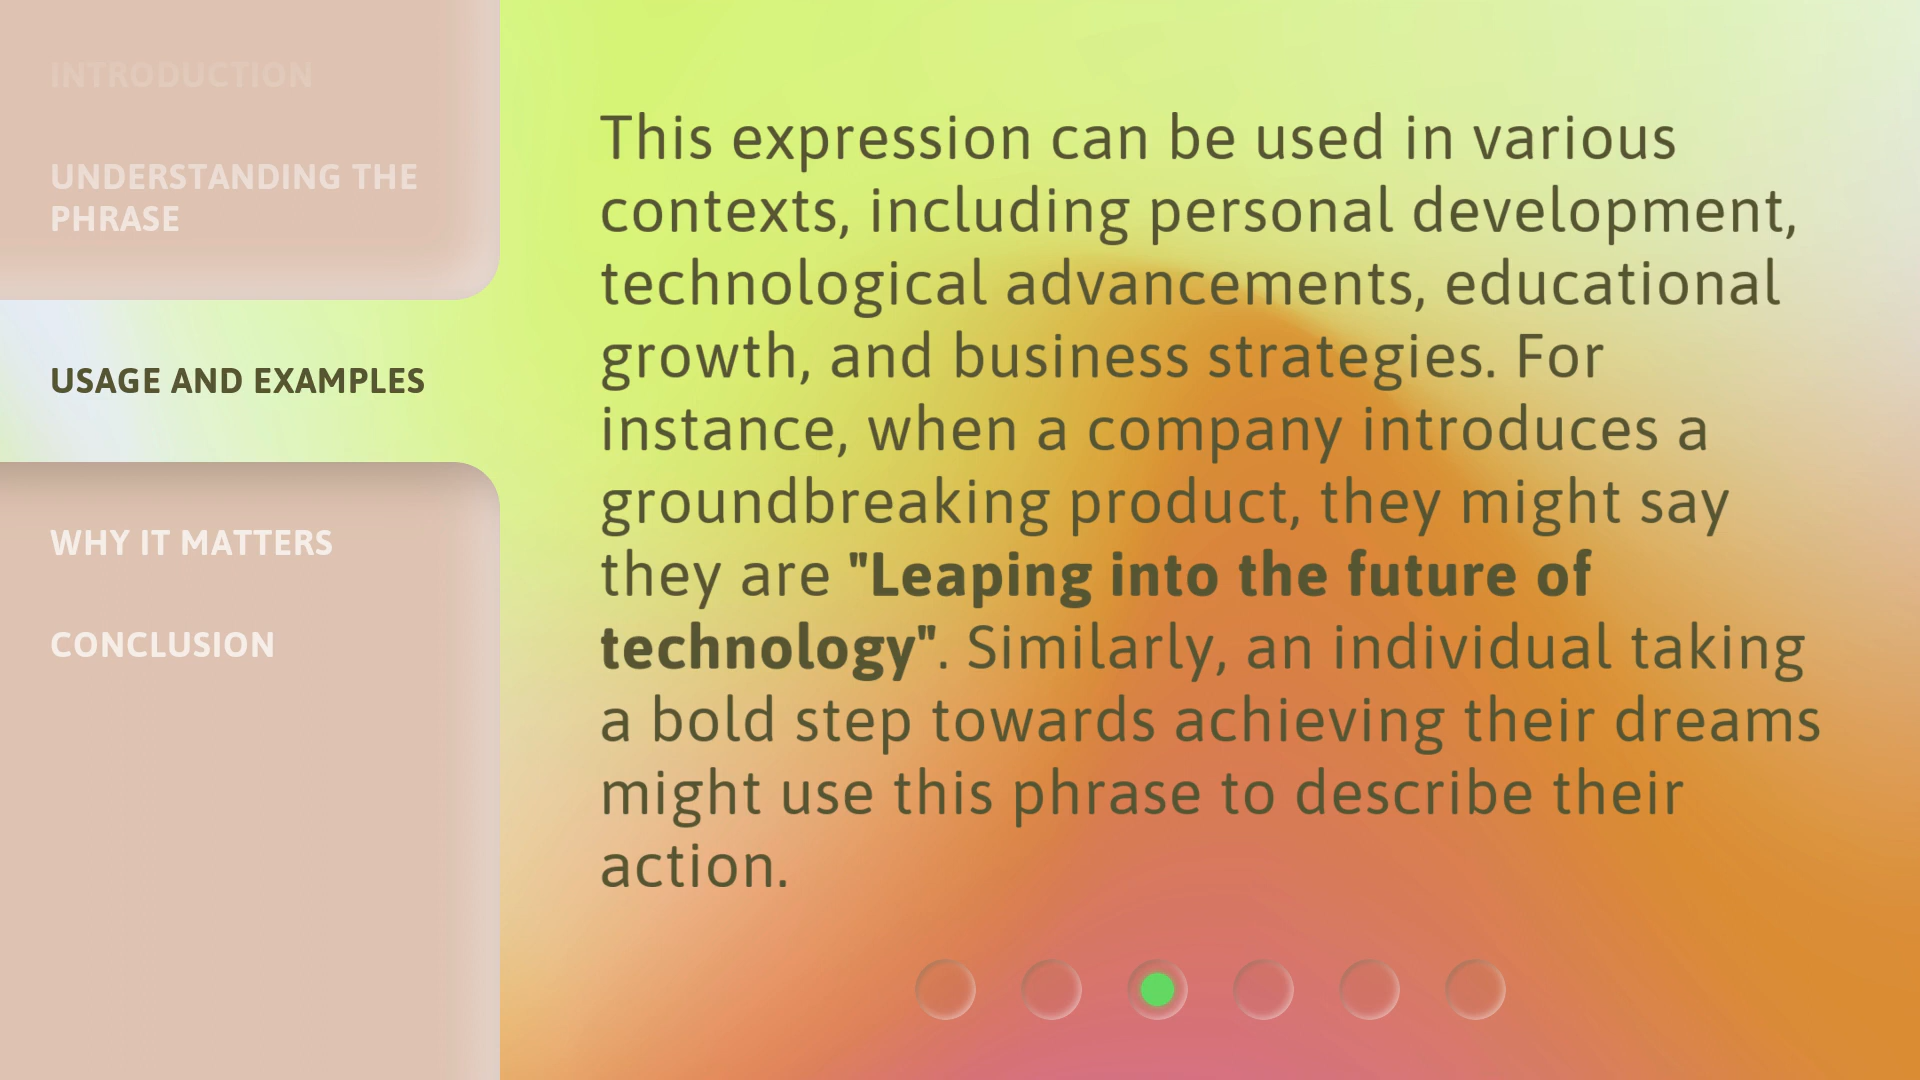 INTRODUCTION
UNDERSTANDING THE
PHRASE
USAGE AND EXAMPLES
WHY IT MATTERS
CONCLUSION
This expression can be used in various
contexts, including personal development,
technological advancements, educational
growth, and business strategies. For
instance, when a company introduces a
groundbreaking product, they might say
they are "Leaping into the future of
technology". Similarly, an individual taking
a bold step towards achieving their dreams
might use this phrase to describe their
action.